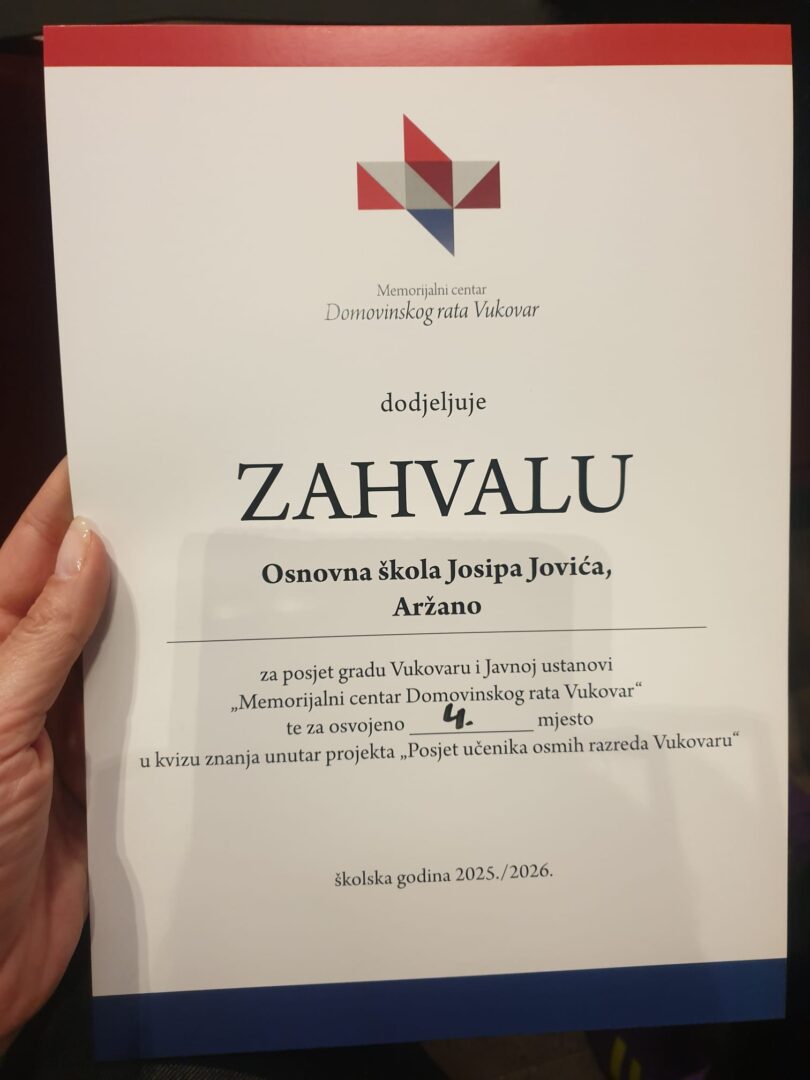 Memorijalni centar
Domovinskog rata Vukovar
dodjeljuje
ZAHVALU
Osnovna škola Josipa Jovića,
Aržano
za posjet gradu Vukovaru i Javnoj ustanovi
„Memorijalni centar Domovinskog rata Vukovar“
te za osvojeno 4. mjesto
u kvizu znanja unutar projekta „Posjet učenika osmih razreda Vukovaru“
školska godina 2025./2026.